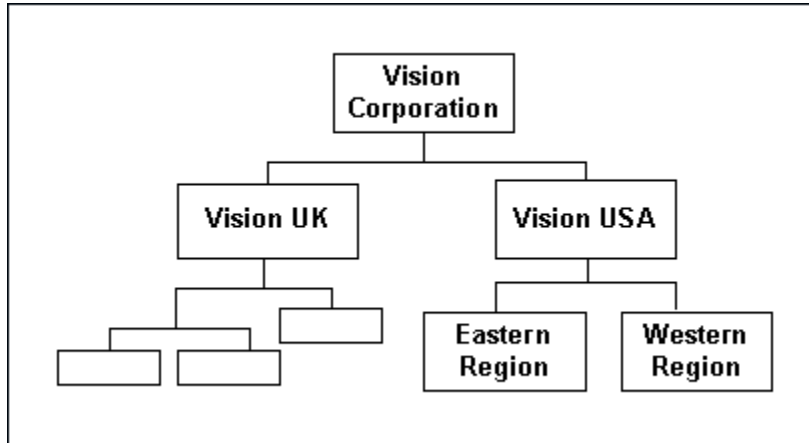 Vision
Corporation
Vision UK
Vision USA
Eastern
Region
Western
Region